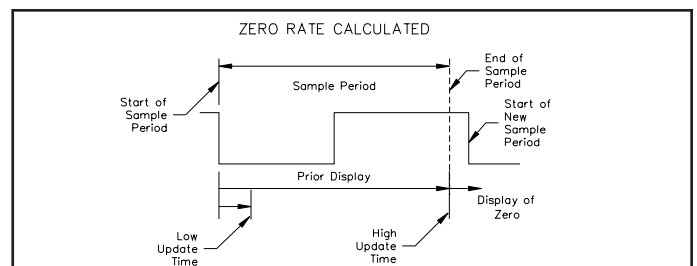 ZERO RATE CALCULATED
Sample Period
Start of
Sample
Period
End of
Sample
Period
Start of
New
Sample
Period
Prior Display
Display of
Zero
Low
Update
Time
High
Update
Time